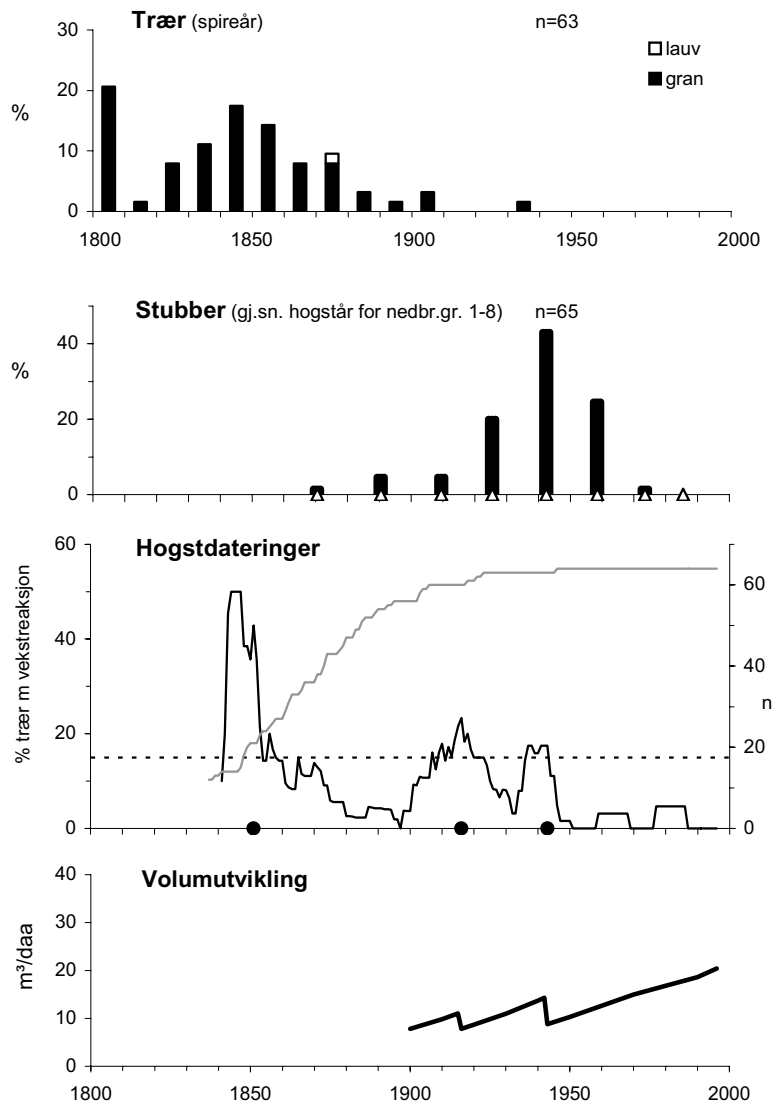 Trær (spireår) n=63
30
20
10
0
%
lauv
gran
1800 1850 1900 1950 2000
Stubber (gj.sn. hogstår for nedbr.gr. 1-8) n=65
40
20
0
%
Hogstdateringer
60
40
20
0
% trær m vekstreaksjon
60
40
20
0
n
Volumutvikling
40
30
20
10
0
m³/daa
1800 1850 1900 1950 2000